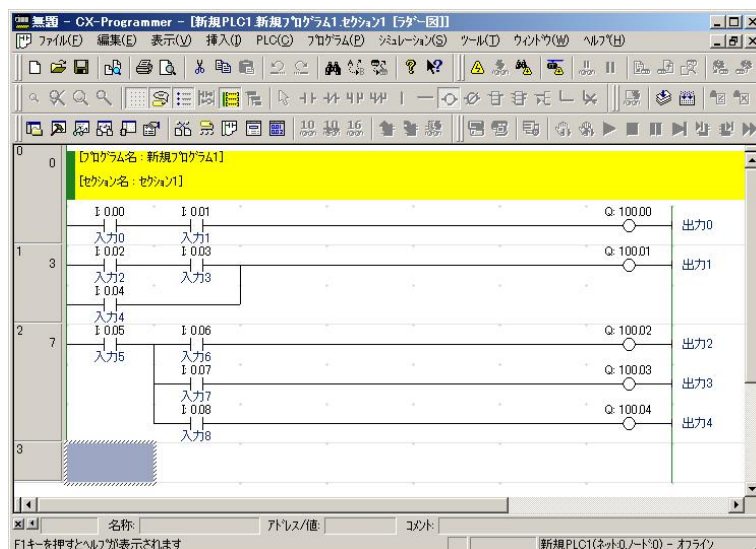 無題 - CX-Programmer - [新規PLC1.新規ﾌﾟﾛｸﾞﾗﾑ1.ｾｸｼｮﾝ1 [ﾗﾀﾞｰ図]]
ﾌｧｲﾙ(F) 編集(E) 表示(V) 挿入(I) PLC(C) ﾌﾟﾛｸﾞﾗﾑ(P) ｼﾐｭﾚｰｼｮﾝ(S) ﾂｰﾙ(T) ｳｨﾝﾄﾞｳ(W) ﾍﾙﾌﾟ(H)
10 10 16
0 0 [ﾌﾟﾛｸﾞﾗﾑ名 : 新規ﾌﾟﾛｸﾞﾗﾑ1]
[ｾｸｼｮﾝ名 : ｾｸｼｮﾝ1]
I: 0.00 I: 0.01 Q: 100.00
出力0
入力0 入力1
1 3 I: 0.02 I: 0.03 Q: 100.01
出力1
入力2 入力3
I: 0.04
入力4
2 7 I: 0.05 I: 0.06 Q: 100.02
出力2
入力5 入力6
I: 0.07 Q: 100.03
出力3
入力7
I: 0.08 Q: 100.04
出力4
入力8
3
名称: ｱﾄﾞﾚｽ/値: ｺﾒﾝﾄ:
F1キーを押すとﾍﾙﾌﾟが表示されます 新規PLC1(ﾈｯﾄ:0,ﾉｰﾄﾞ:0) - ｵﾌﾗｲﾝ